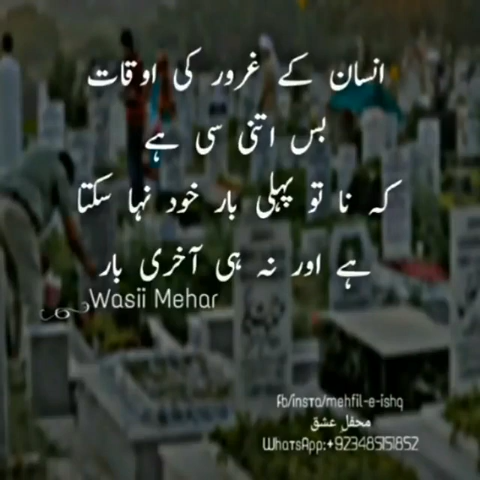 انسان کے غرور کی اوقات
بس اتنی سی ہے
کہ نا تو پہلی بار خود نہا سکتا
ہے اور نہ ہی آخری بار
Wasii Mehar
Fb/insta/mehfil-e-ishq
محفل عشق
WhatsApp:+923485151852